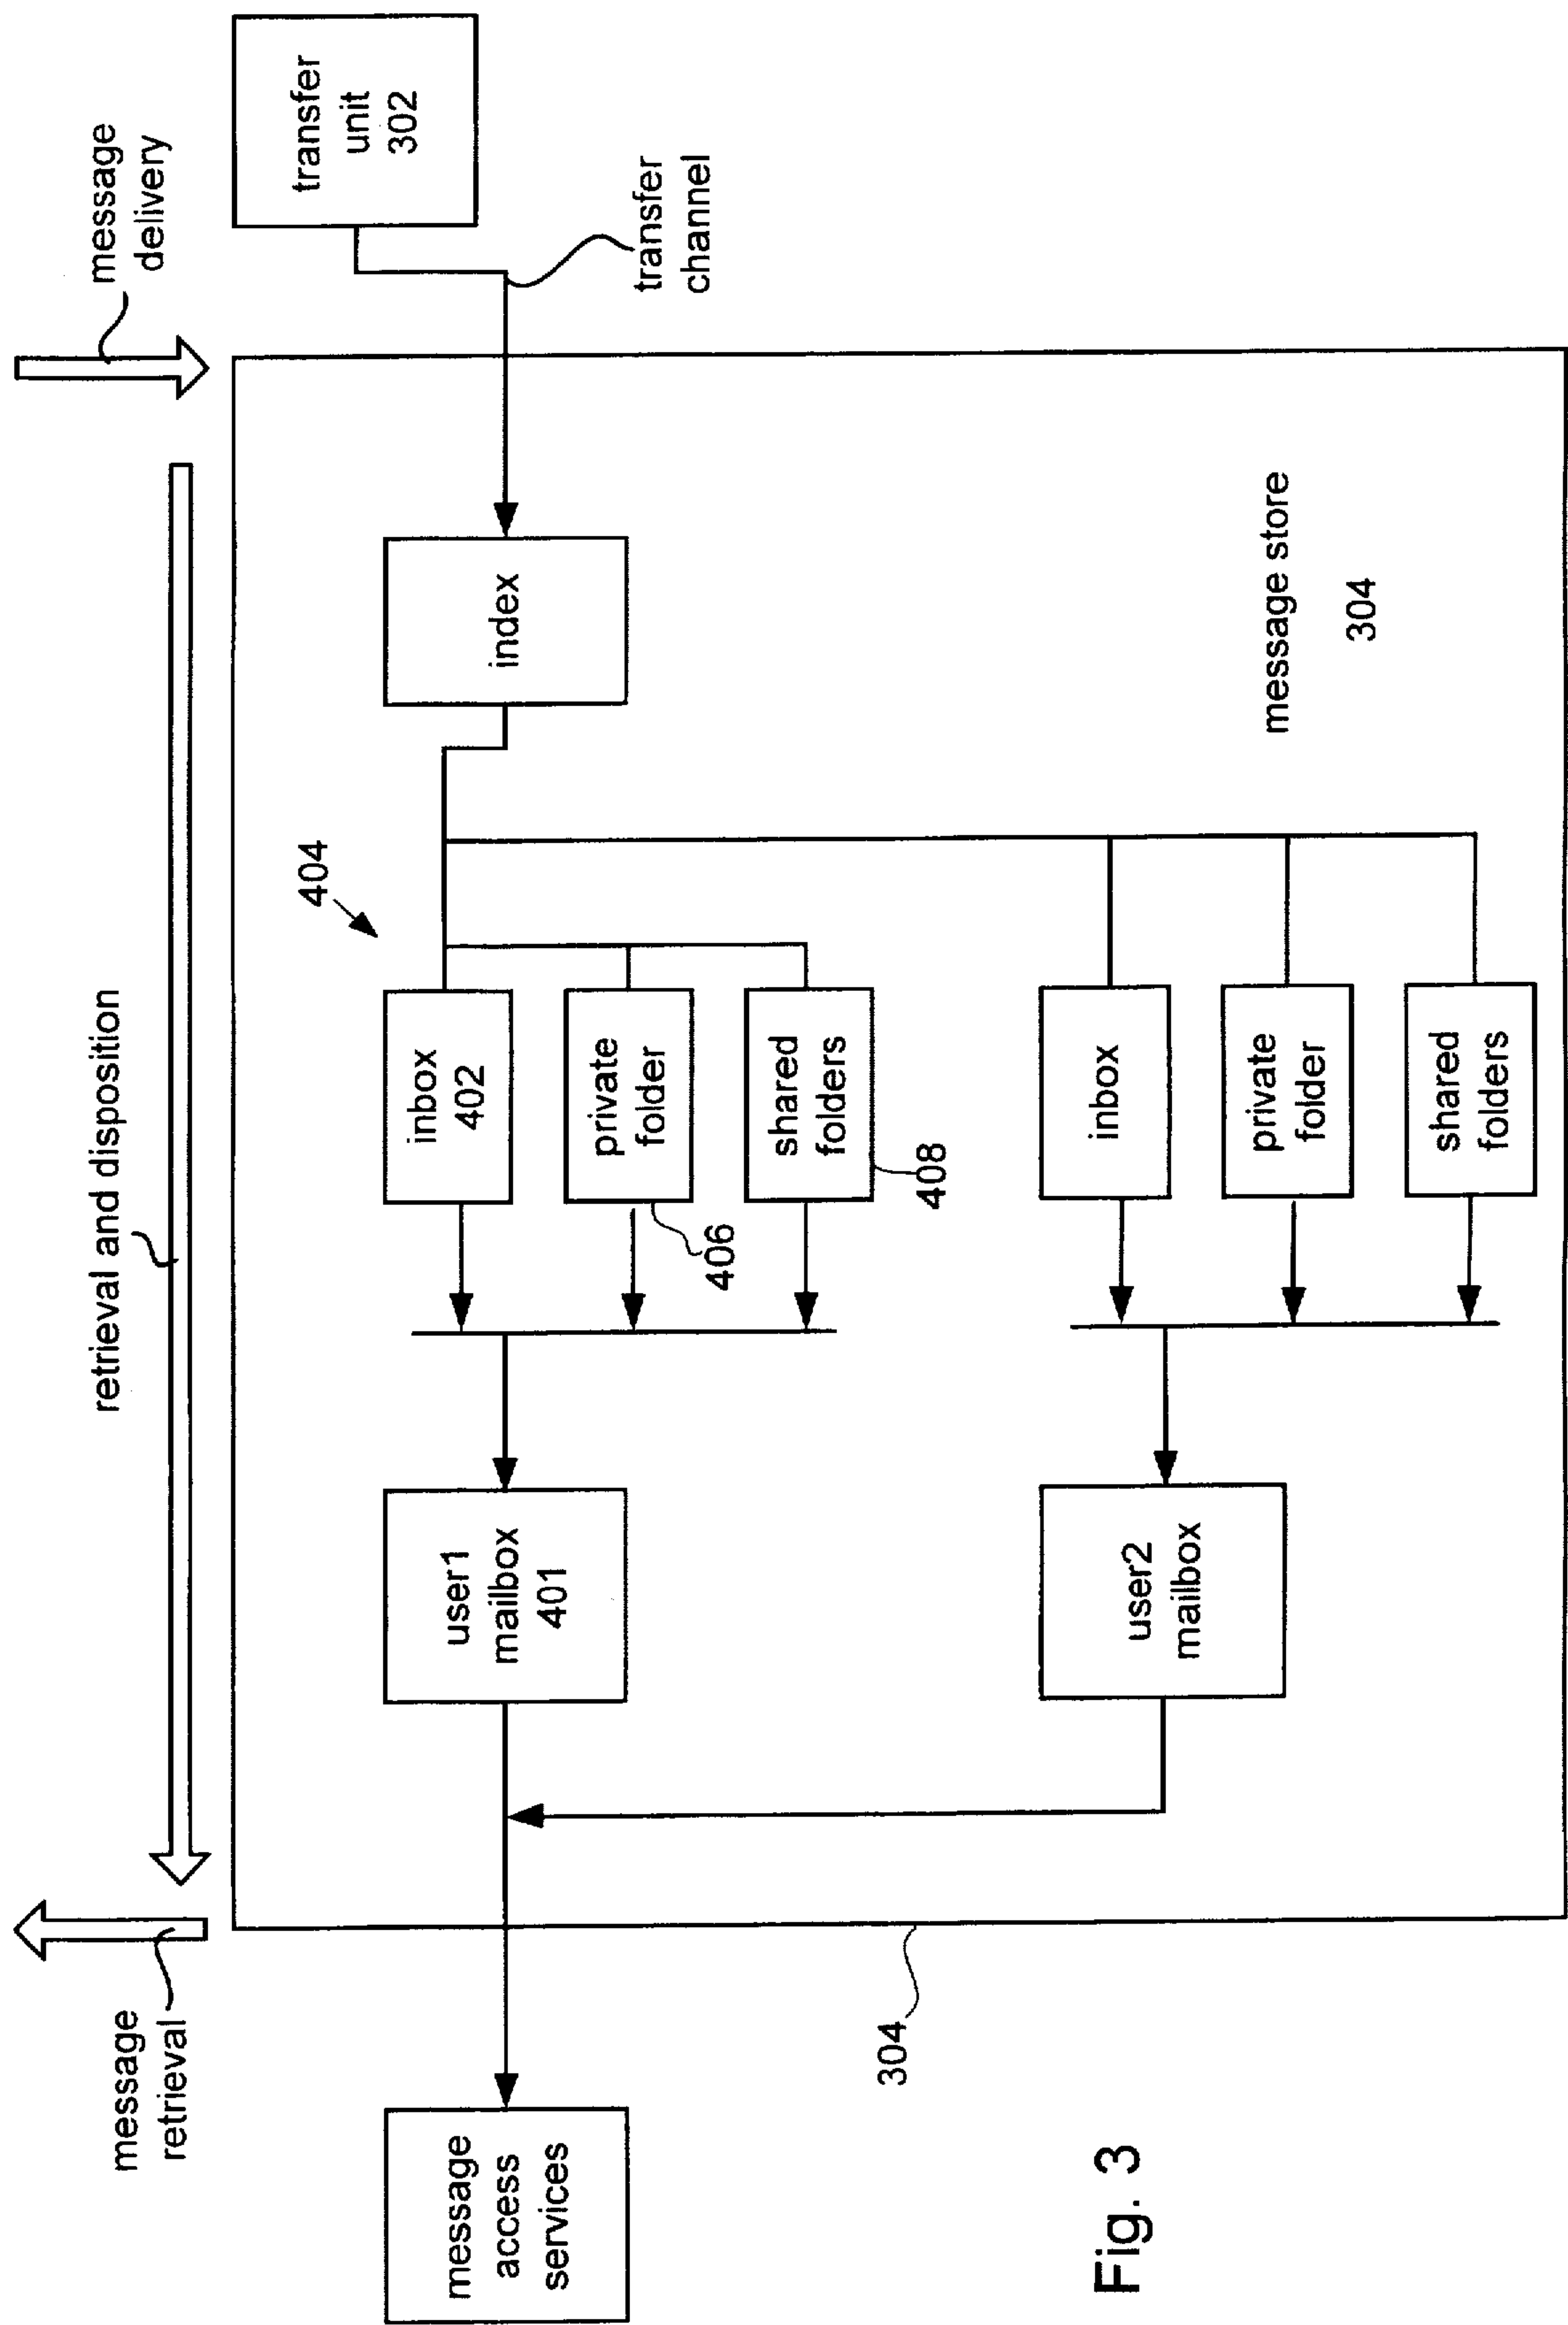 message
retrieval
retrieval and disposition
message
delivery
message
access
services
user1
mailbox
401
inbox
402
404
index
transfer
unit
302
private
folder
406
shared
folders
408
transfer
channel
304
user2
mailbox
inbox
private
folder
shared
folders
message store
304
Fig. 3